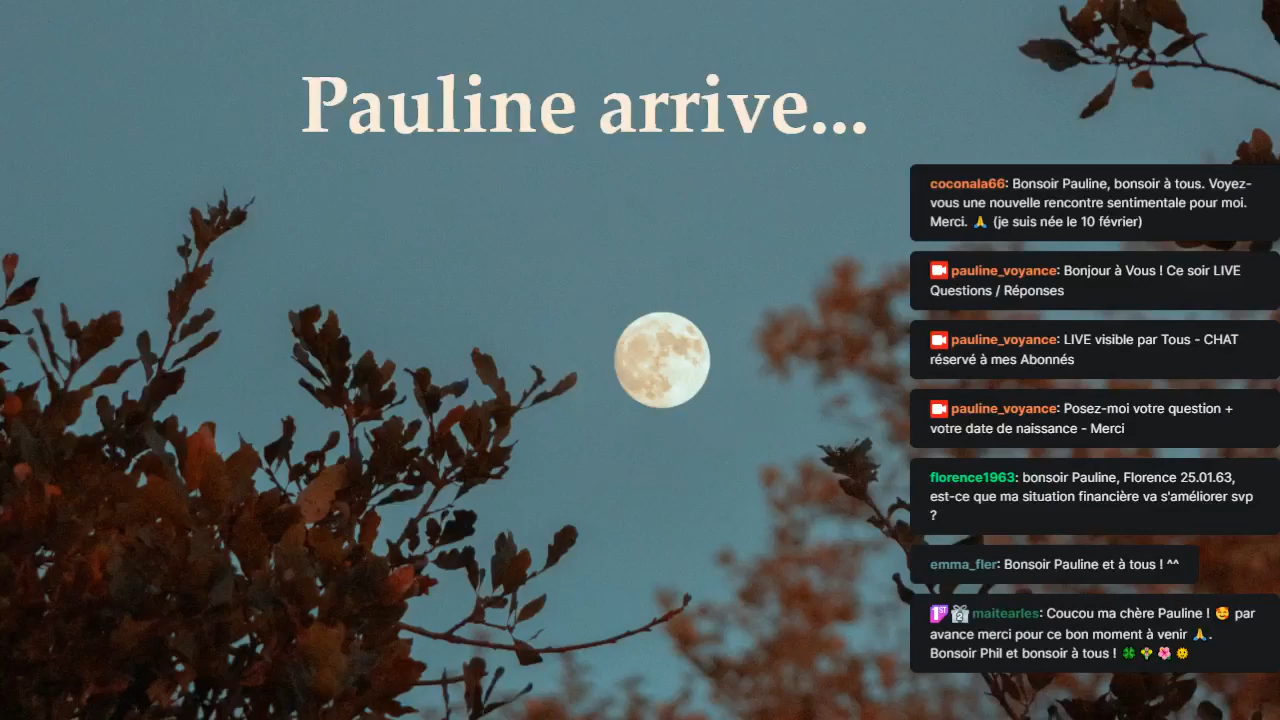 Pauline arrive...
coconala66: Bonsoir Pauline, bonsoir à tous. Voyez-
vous une nouvelle rencontre sentimentale pour moi.
Merci. 🙏 (je suis née le 10 février)
pauline_voyance: Bonjour à Vous ! Ce soir LIVE
Questions / Réponses
pauline_voyance: LIVE visible par Tous - CHAT
réservé à mes Abonnés
pauline_voyance: Posez-moi votre question +
votre date de naissance - Merci
florence1963: bonsoir Pauline, Florence 25.01.63,
est-ce que ma situation financière va s'améliorer svp
?
emma_fler: Bonsoir Pauline et à tous ! ^^
1ST 2 maitearles: Coucou ma chère Pauline ! 🥰 par
avance merci pour ce bon moment à venir 🙏.
Bonsoir Phil et bonsoir à tous ! 🍀 💐 🌺 🌞